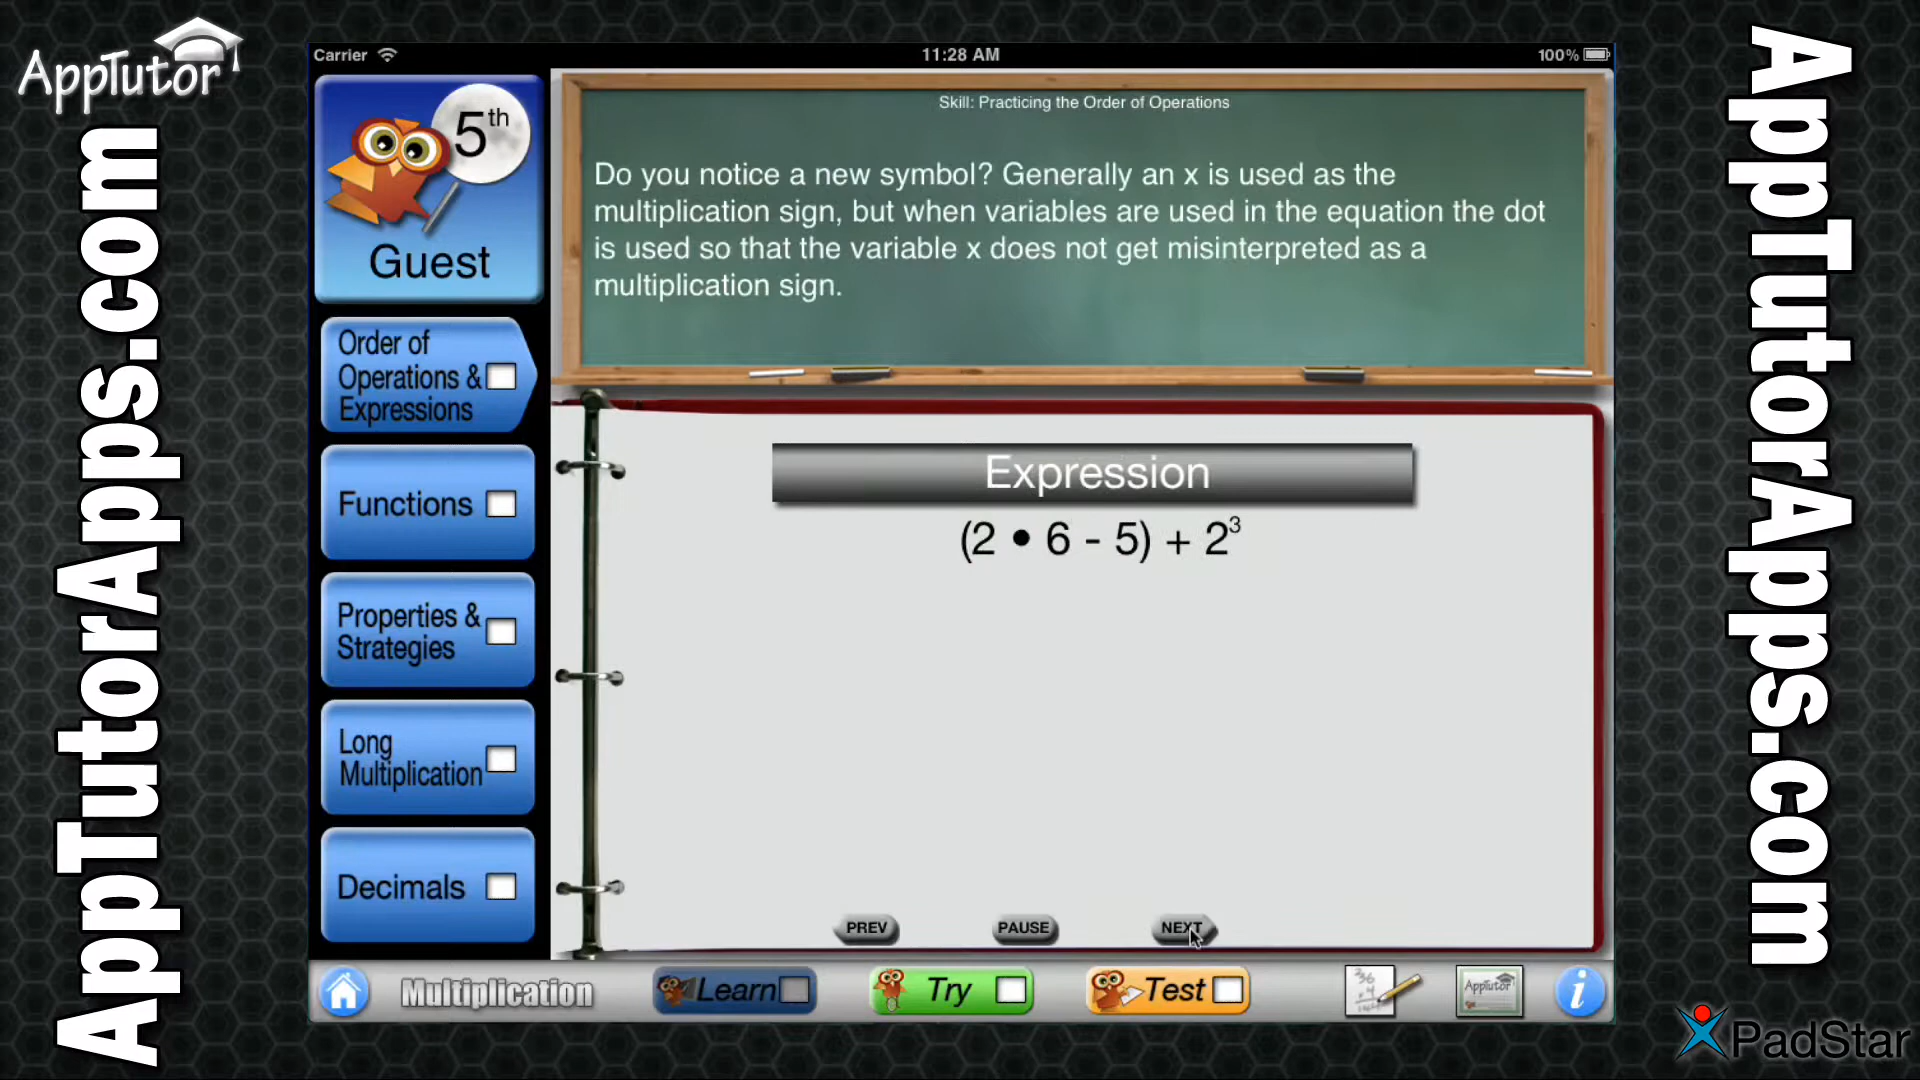 AppTutor
AppTutorApps.com
Carrier
11:28 AM
100%
5th
Guest
Order of
Operations &
Expressions
Functions
Properties &
Strategies
Long
Multiplication
Decimals
Skill: Practicing the Order of Operations
Do you notice a new symbol? Generally an x is used as the
multiplication sign, but when variables are used in the equation the dot
is used so that the variable x does not get misinterpreted as a
multiplication sign.
Expression
(2 • 6 - 5) + 2³
PREV
PAUSE
NEXT
Multiplication
Learn
Try
Test
AppTutor
i
AppTutorApps.com
PadStar